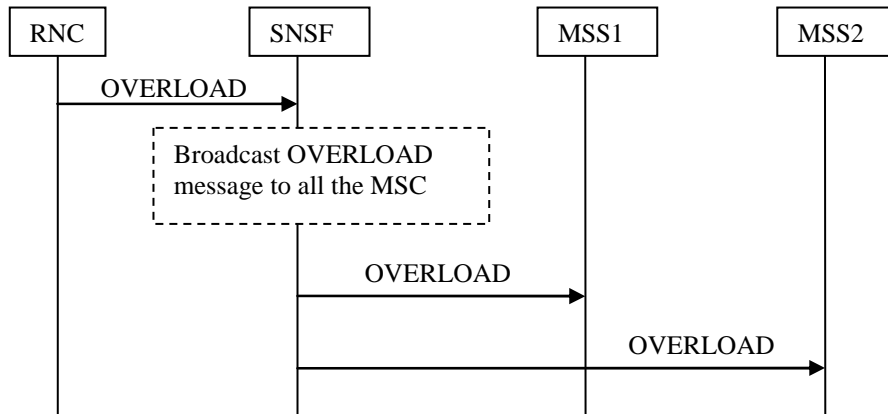 RNC
SNSF
MSS1
MSS2
OVERLOAD
Broadcast OVERLOAD
message to all the MSC
OVERLOAD
OVERLOAD